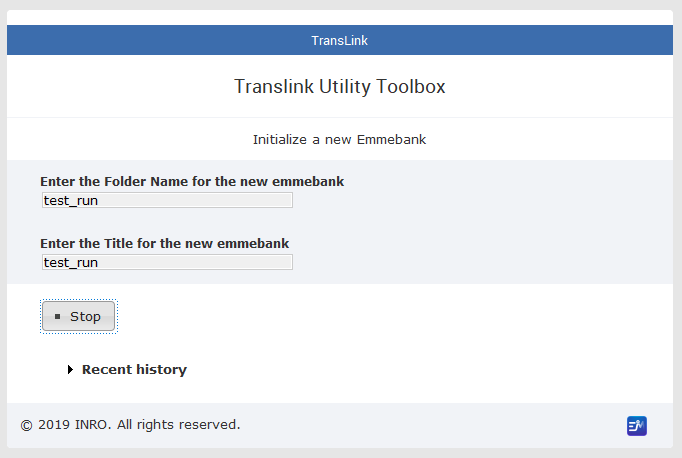 TransLink
Translink Utility Toolbox
Initialize a new Emmebank
Enter the Folder Name for the new emmebank
test_run
Enter the Title for the new emmebank
test_run
Stop
Recent history
© 2019 INRO. All rights reserved.